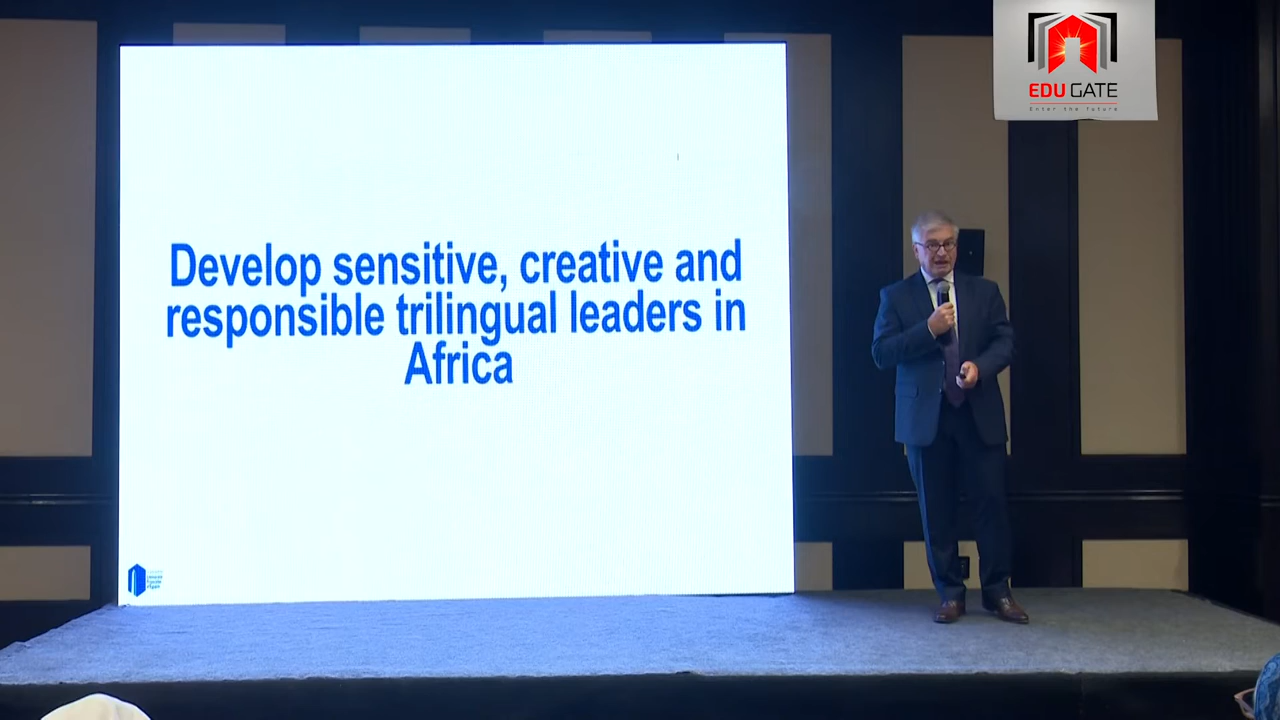 EDU GATE
Enter the future
Develop sensitive, creative and
responsible trilingual leaders in
Africa